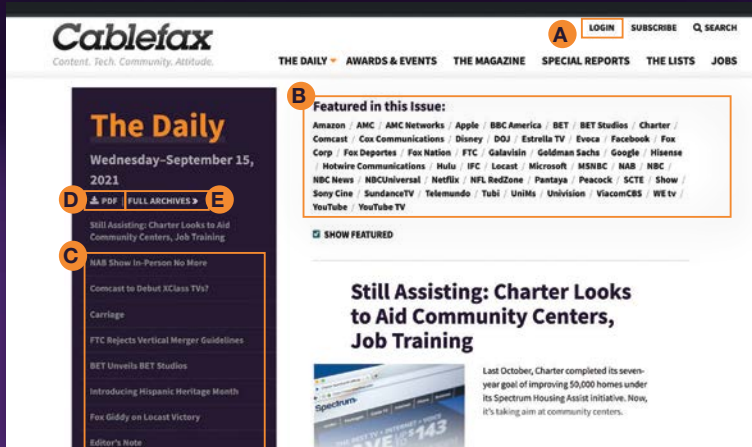 Cablefax
Content. Tech. Community. Attitude.
A
LOGIN SUBSCRIBE SEARCH
THE DAILY AWARDS & EVENTS THE MAGAZINE SPECIAL REPORTS THE LISTS JOBS
The Daily
Wednesday–September 15,
2021
D
PDF FULL ARCHIVES
E
Still Assisting: Charter Looks to Aid
Community Centers, Job Training
C
NAB Show In-Person No More
Comcast to Debut XClass TVs?
Carriage
FTC Rejects Vertical Merger Guidelines
BET Unveils BET Studios
Introducing Hispanic Heritage Month
Fox Giddy on Locast Victory
Editor's Note
B
Featured in this Issue:
Amazon / AMC / AMC Networks / Apple / BBC America / BET / BET Studios / Charter /
Comcast / Cox Communications / Disney / DOJ / Estrella TV / Evoca / Facebook / Fox
Corp / Fox Deportes / Fox Nation / FTC / Galavisin / Goldman Sachs / Google / Hisense
/ Hotwire Communications / Hulu / IFC / Locast / Microsoft / MSNBC / NAB / NBC /
NBC News / NBCUniversal / Netflix / NFL RedZone / Pantaya / Peacock / SCTE / Show /
Sony Cine / SundanceTV / Telemundo / Tubi / UniMs / Univision / ViacomCBS / WE tv /
YouTube / YouTube TV
SHOW FEATURED
Still Assisting: Charter Looks
to Aid Community Centers,
Job Training
Spectrum
THE BEST TV + INTERNET +
$143
Last October, Charter completed its seven-
year goal of improving 50,000 homes under
its Spectrum Housing Assist initiative. Now,
it's taking aim at community centers.